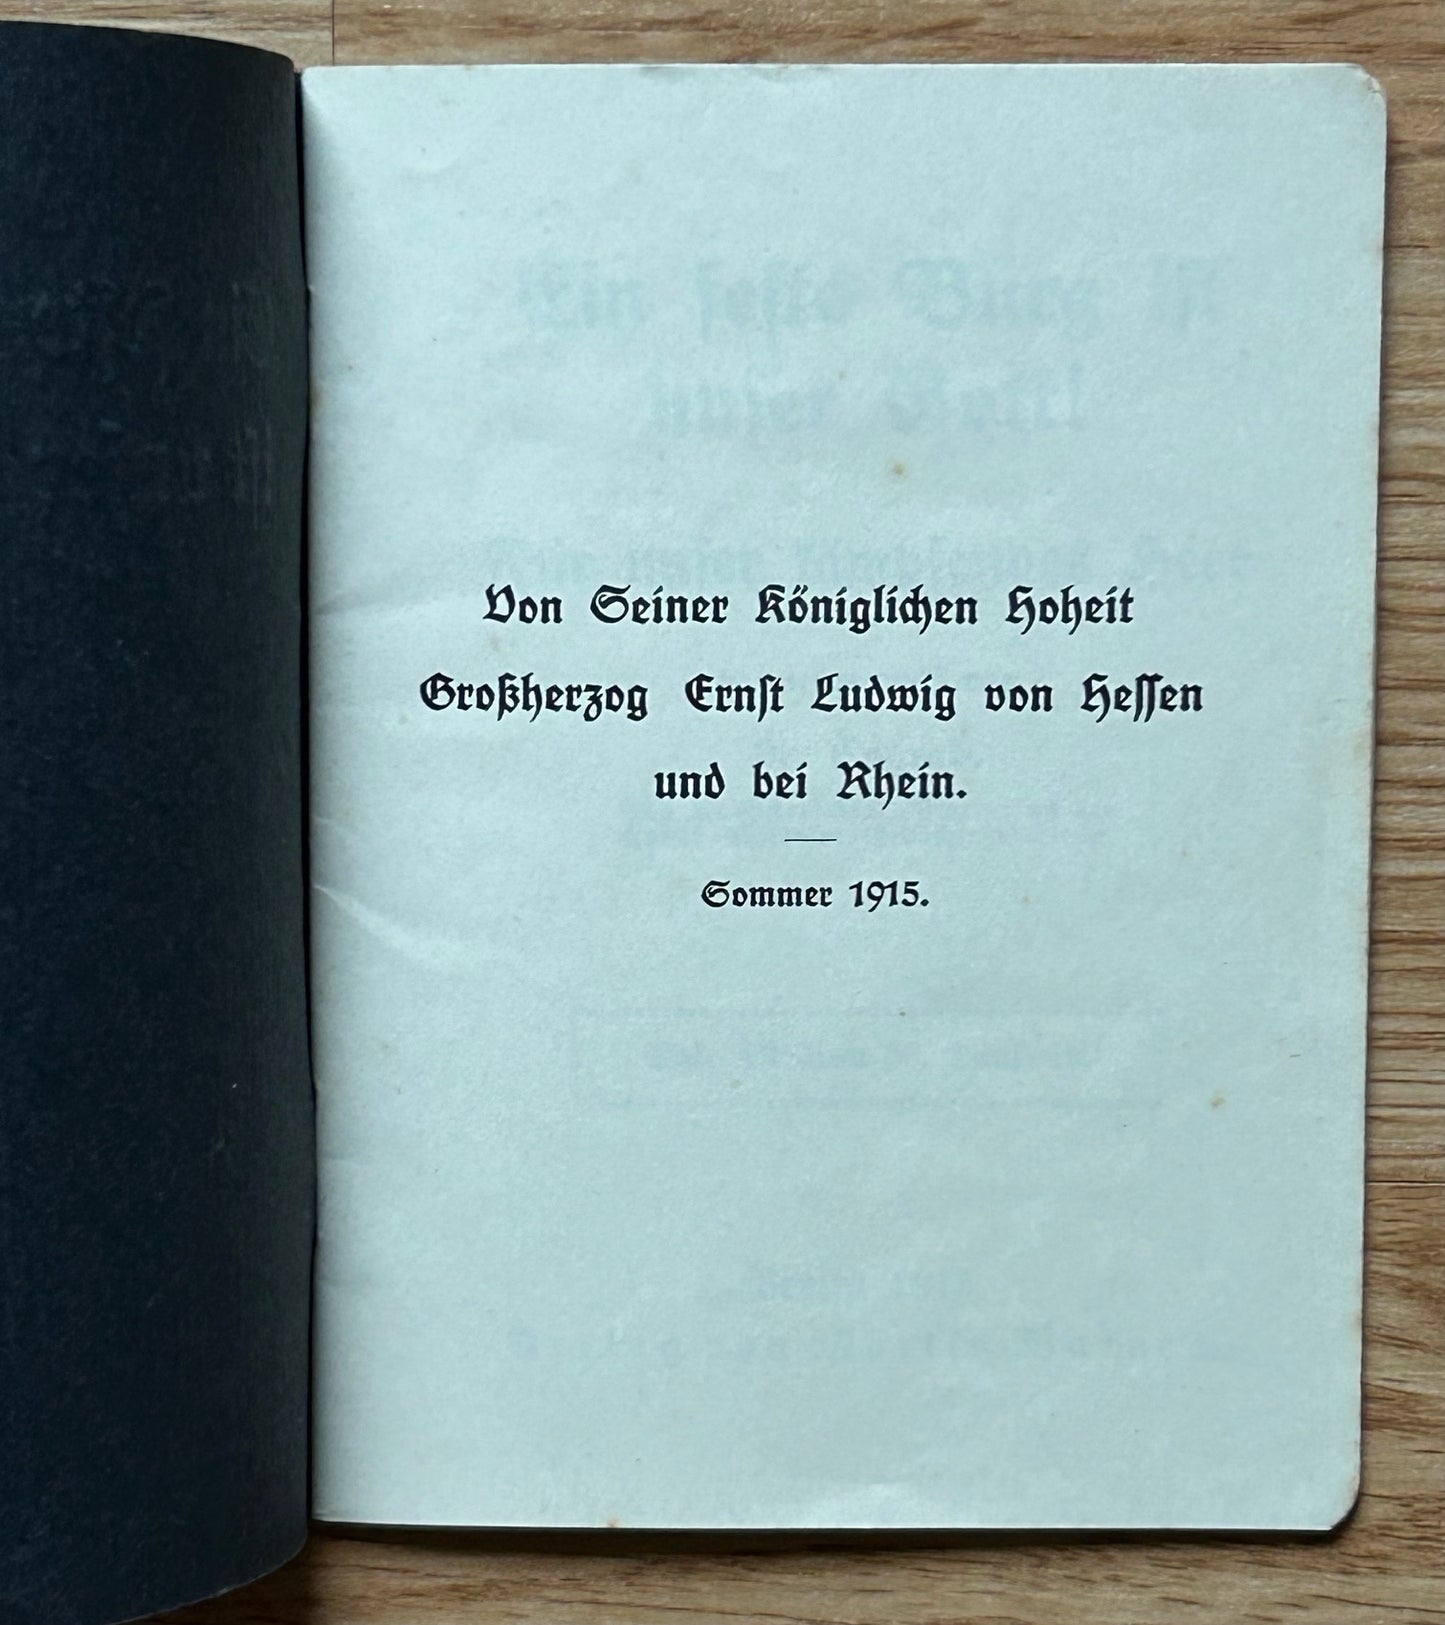 Von Seiner Königlichen Hoheit
Großherzog Ernſt Ludwig von Heſſen
und bei Rhein.
Sommer 1915.